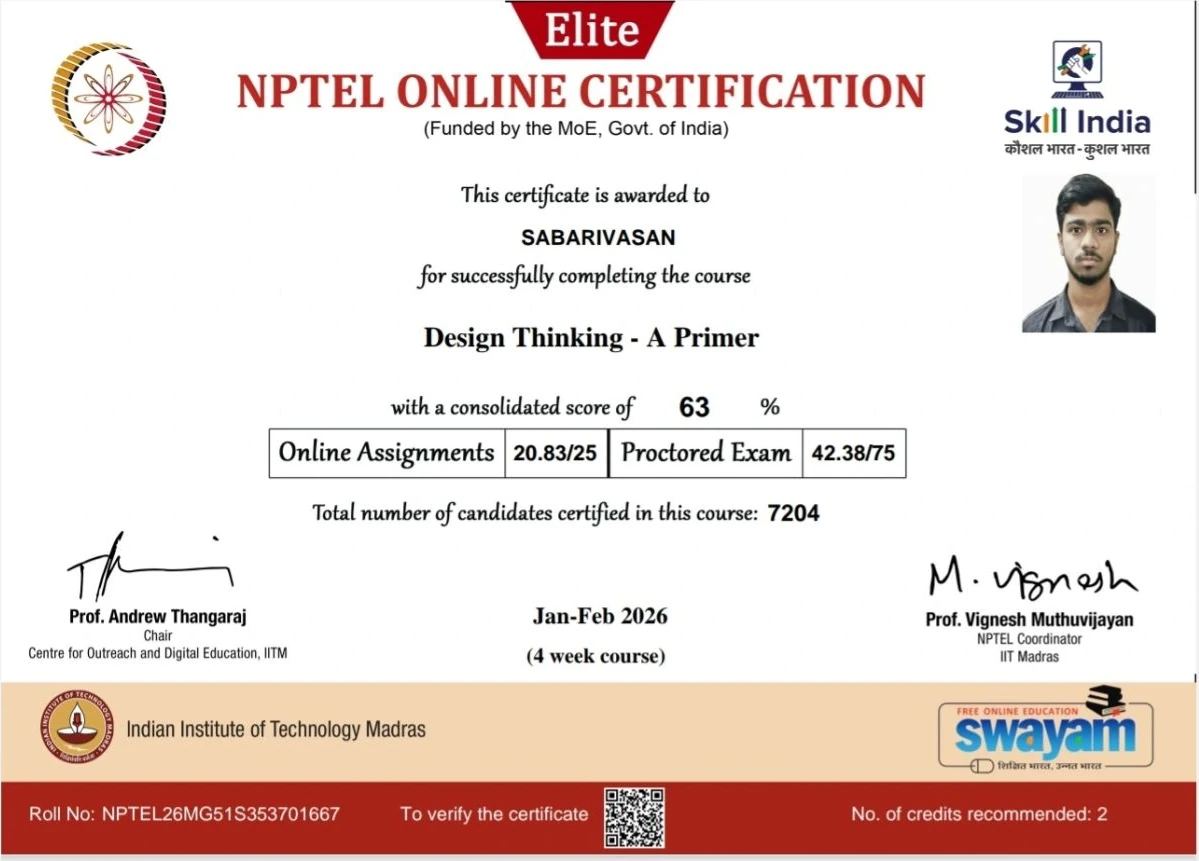 Elite
NPTEL ONLINE CERTIFICATION
(Funded by the MoE, Govt. of India)
Skill India
कौशल भारत - कुशल भारत
This certificate is awarded to
SABARIVASAN
for successfully completing the course
Design Thinking - A Primer
with a consolidated score of 63 %
Online Assignments 20.83/25 Proctored Exam 42.38/75
Total number of candidates certified in this course: 7204
M. Vignesh
Prof. Andrew Thangaraj
Chair
Centre for Outreach and Digital Education, IITM
Jan-Feb 2026
(4 week course)
Prof. Vignesh Muthuvijayan
NPTEL Coordinator
IIT Madras
INDIAN INSTITUTE OF TECHNOLOGY MADRAS
Indian Institute of Technology Madras
FREE ONLINE EDUCATION
swayam
शिक्षित भारत, उन्नत भारत
Roll No: NPTEL26MG51S353701667
To verify the certificate
No. of credits recommended: 2